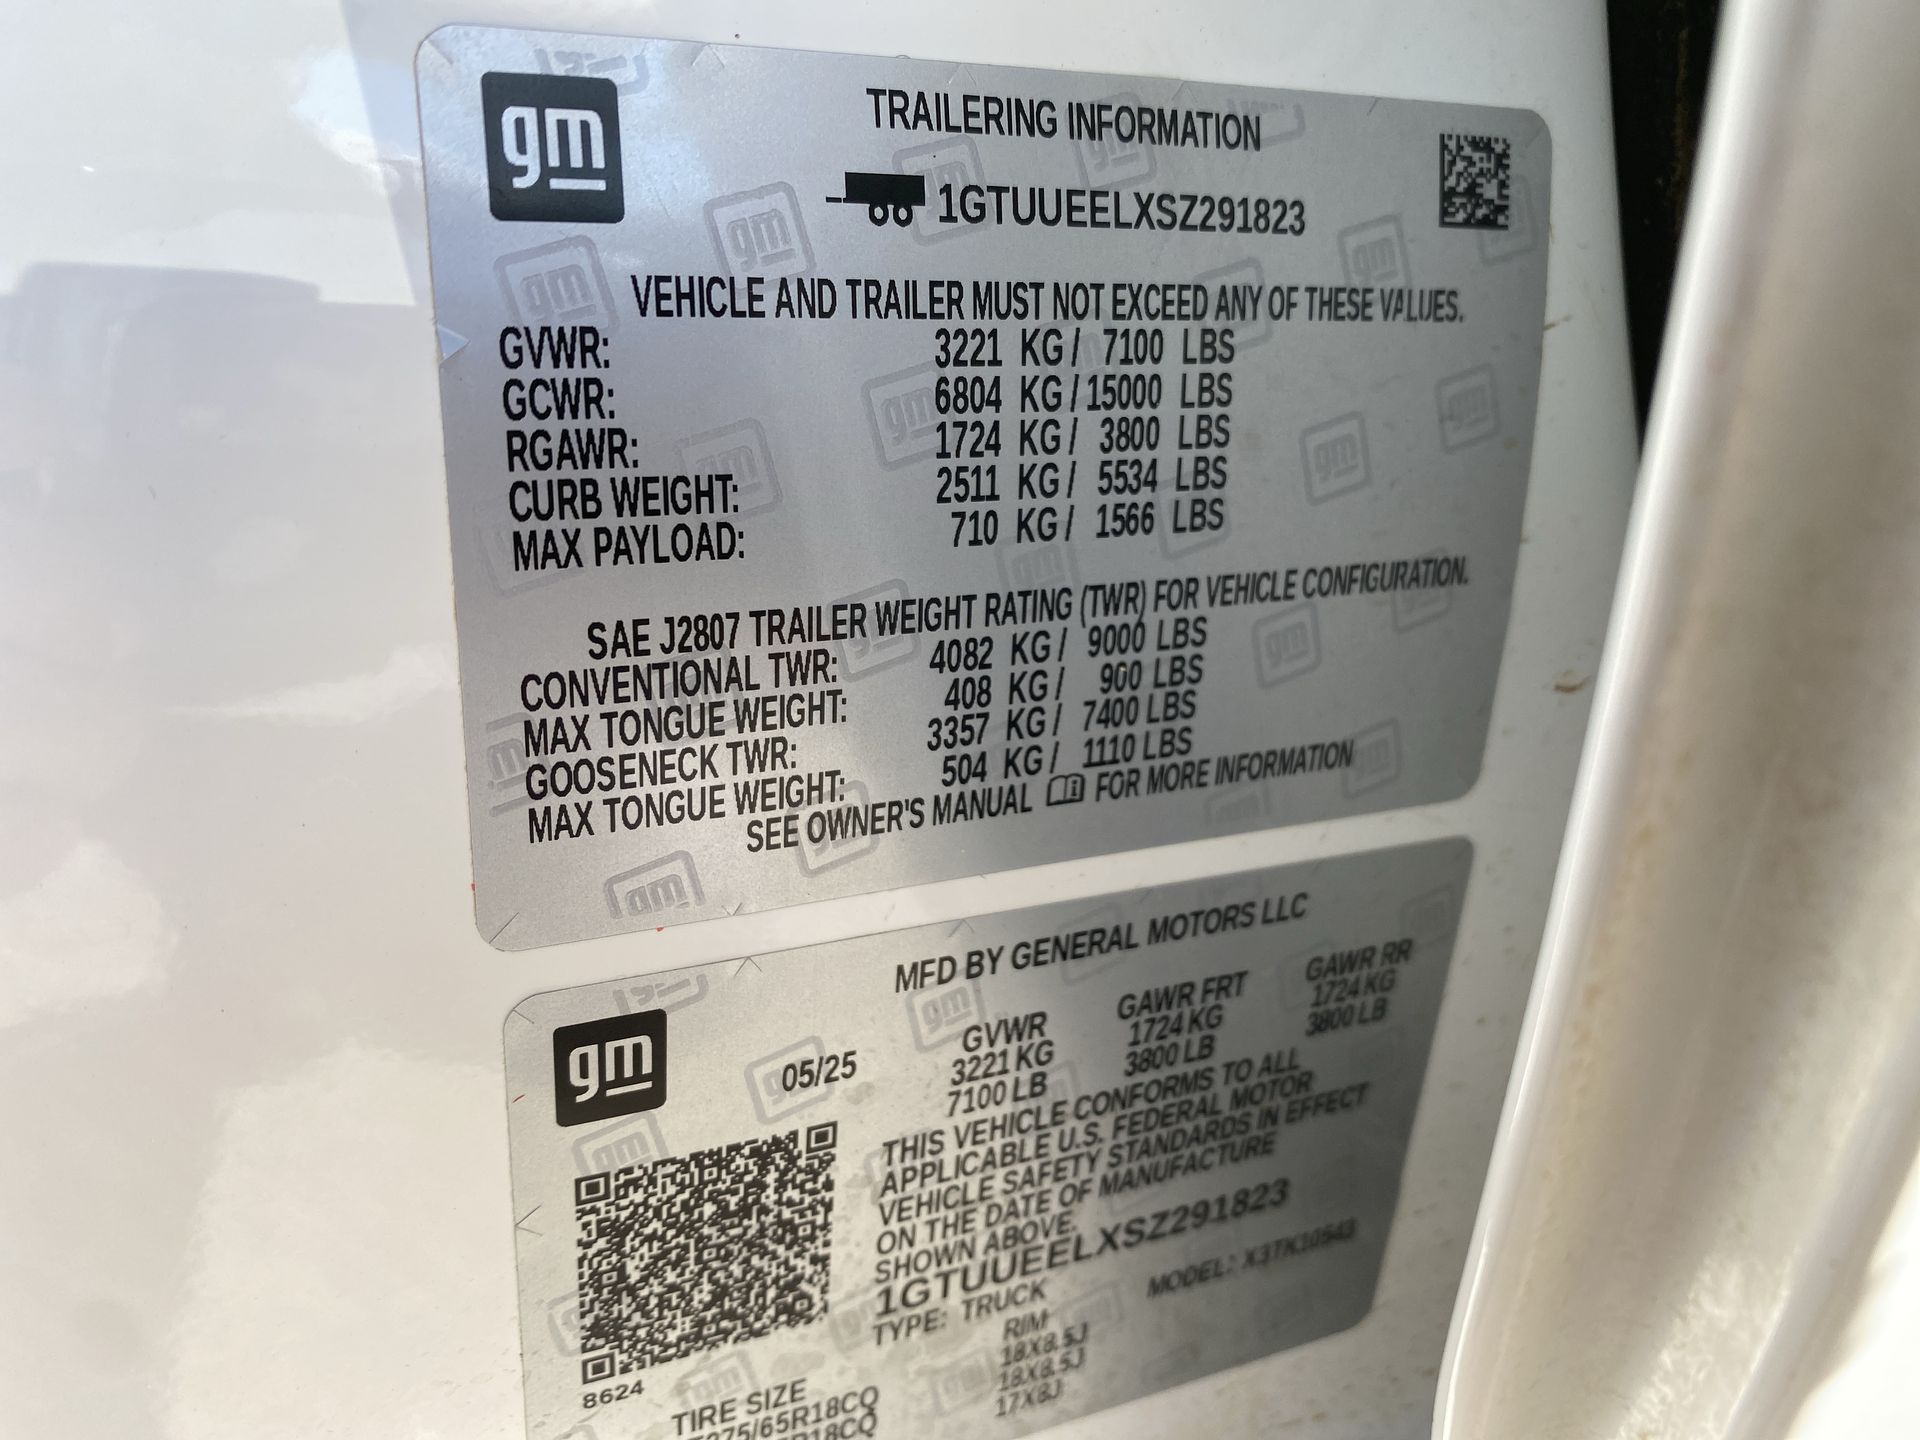 gm
TRAILERING INFORMATION
1GTUUEELXSZ291823
VEHICLE AND TRAILER MUST NOT EXCEED ANY OF THESE VALUES.
GVWR: 3221 KG / 7100 LBS
GCWR: 6804 KG / 15000 LBS
RGAWR: 1724 KG / 3800 LBS
CURB WEIGHT: 2511 KG / 5534 LBS
MAX PAYLOAD: 710 KG / 1566 LBS
SAE J2807 TRAILER WEIGHT RATING (TWR) FOR VEHICLE CONFIGURATION.
CONVENTIONAL TWR: 4082 KG / 9000 LBS
MAX TONGUE WEIGHT: 408 KG / 900 LBS
GOOSENECK TWR: 3357 KG / 7400 LBS
MAX TONGUE WEIGHT: 504 KG / 1110 LBS
SEE OWNER'S MANUAL FOR MORE INFORMATION
gm
MFD BY GENERAL MOTORS LLC
05/25
GVWR GAWR FRT GAWR RR
3221 KG 1724 KG 1724 KG
7100 LB 3800 LB 3800 LB
THIS VEHICLE CONFORMS TO ALL
APPLICABLE U.S. FEDERAL MOTOR
VEHICLE SAFETY STANDARDS IN EFFECT
ON THE DATE OF MANUFACTURE
SHOWN ABOVE.
1GTUUEELXSZ291823
TYPE: TRUCK MODEL: X3TK10543
8624
TIRE SIZE RIM
275/65R18CQ 18X8.5J
R18CQ 18X8.5J
17X8J